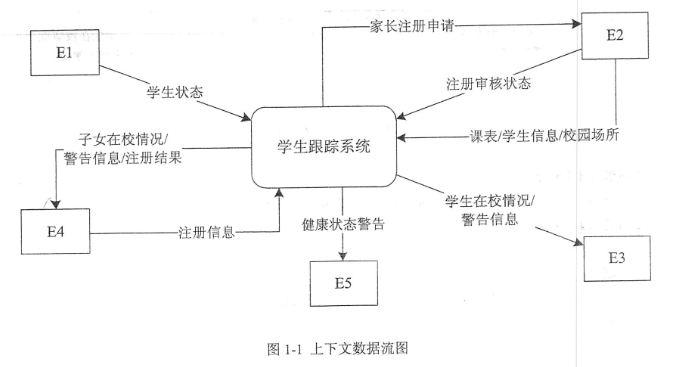 家长注册申请
E2
E1
学生状态
注册审核状态
子女在校情况/
警告信息/注册结果
学生跟踪系统
课表/学生信息/校园场所
学生在校情况/
警告信息
E4
注册信息
健康状态警告
E3
E5
图 1-1 上下文数据流图